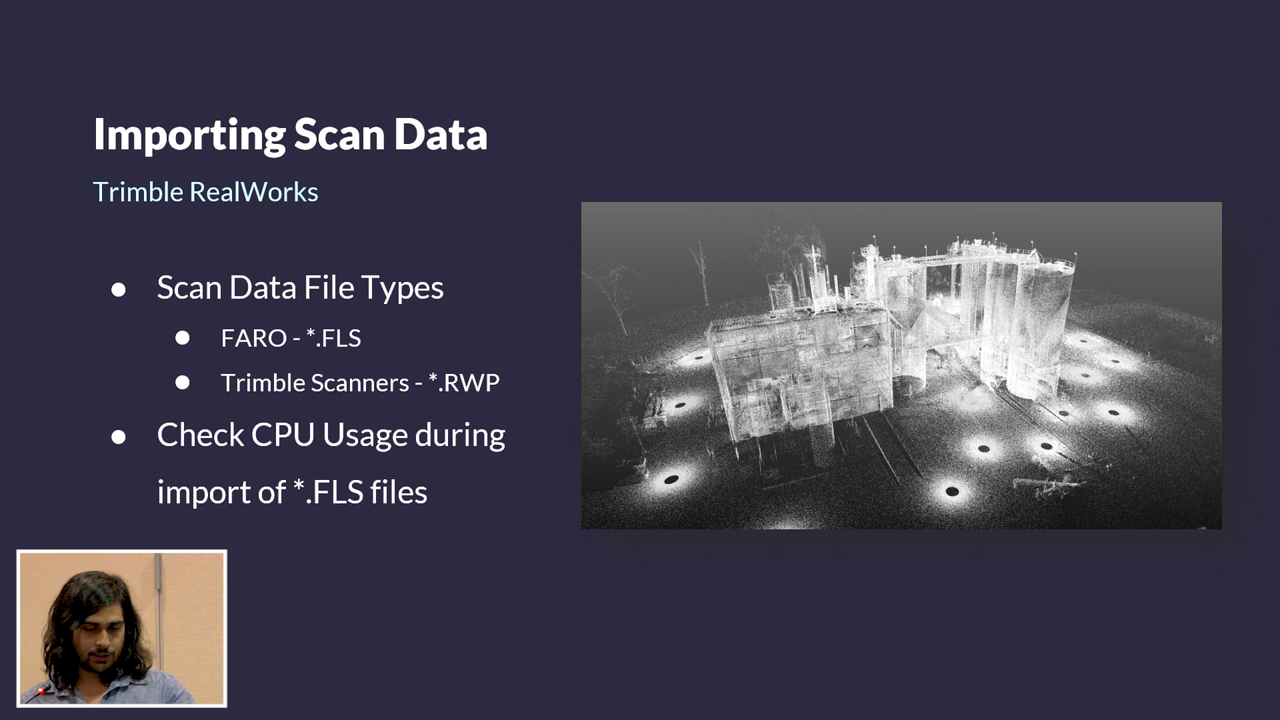 Importing Scan Data
Trimble RealWorks
● Scan Data File Types
● FARO - *.FLS
● Trimble Scanners - *.RWP
● Check CPU Usage during
import of *.FLS files